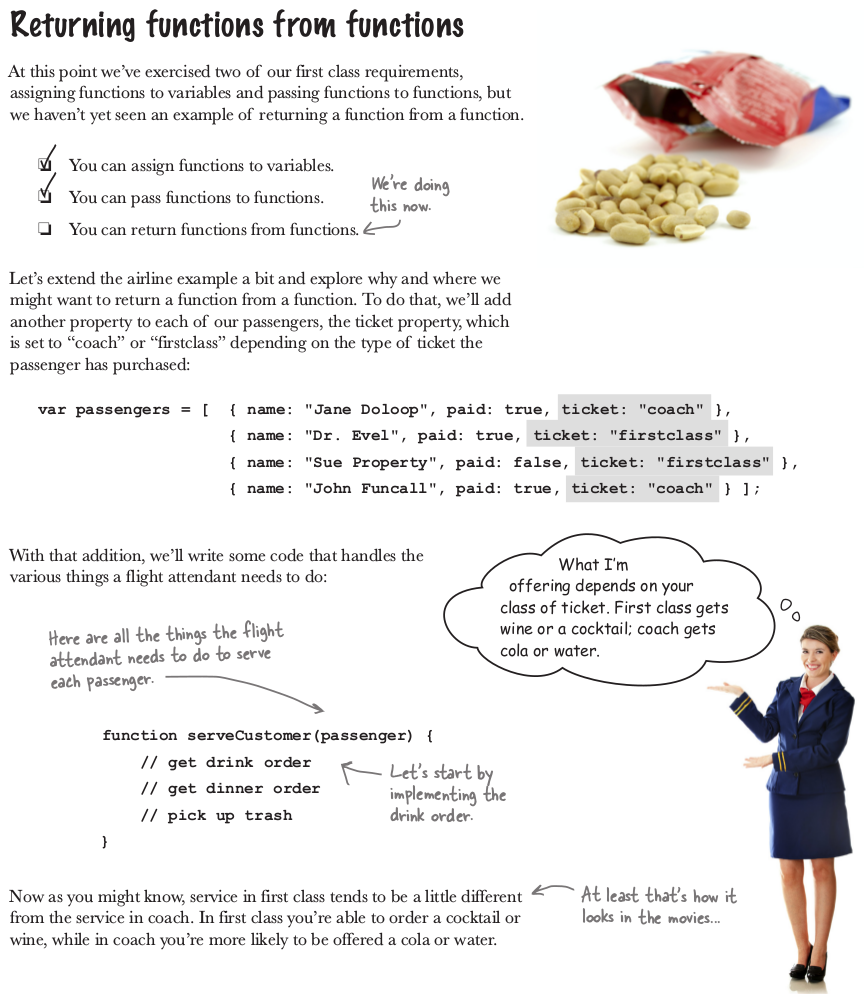 Returning functions from functions
At this point we've exercised two of our first class requirements,
assigning functions to variables and passing functions to functions, but
we haven't yet seen an example of returning a function from a function.
You can assign functions to variables.
You can pass functions to functions.
You can return functions from functions.
We're doing
this now.
Let's extend the airline example a bit and explore why and where we
might want to return a function from a function. To do that, we'll add
another property to each of our passengers, the ticket property, which
is set to “coach” or “firstclass” depending on the type of ticket the
passenger has purchased:
var passengers = [ { name: "Jane Doloop", paid: true, ticket: "coach" },
{ name: "Dr. Evel", paid: true, ticket: "firstclass" },
{ name: "Sue Property", paid: false, ticket: "firstclass" },
{ name: "John Funcall", paid: true, ticket: "coach" } ];
With that addition, we'll write some code that handles the
various things a flight attendant needs to do:
What I'm
offering depends on your
class of ticket. First class gets
wine or a cocktail; coach gets
cola or water.
Here are all the things the flight
attendant needs to do to serve
each passenger.
function serveCustomer(passenger) {
// get drink order
// get dinner order
// pick up trash
}
Let's start by
implementing the
drink order.
Now as you might know, service in first class tends to be a little different
from the service in coach. In first class you're able to order a cocktail or
wine, while in coach you're more likely to be offered a cola or water.
At least that's how it
looks in the movies...